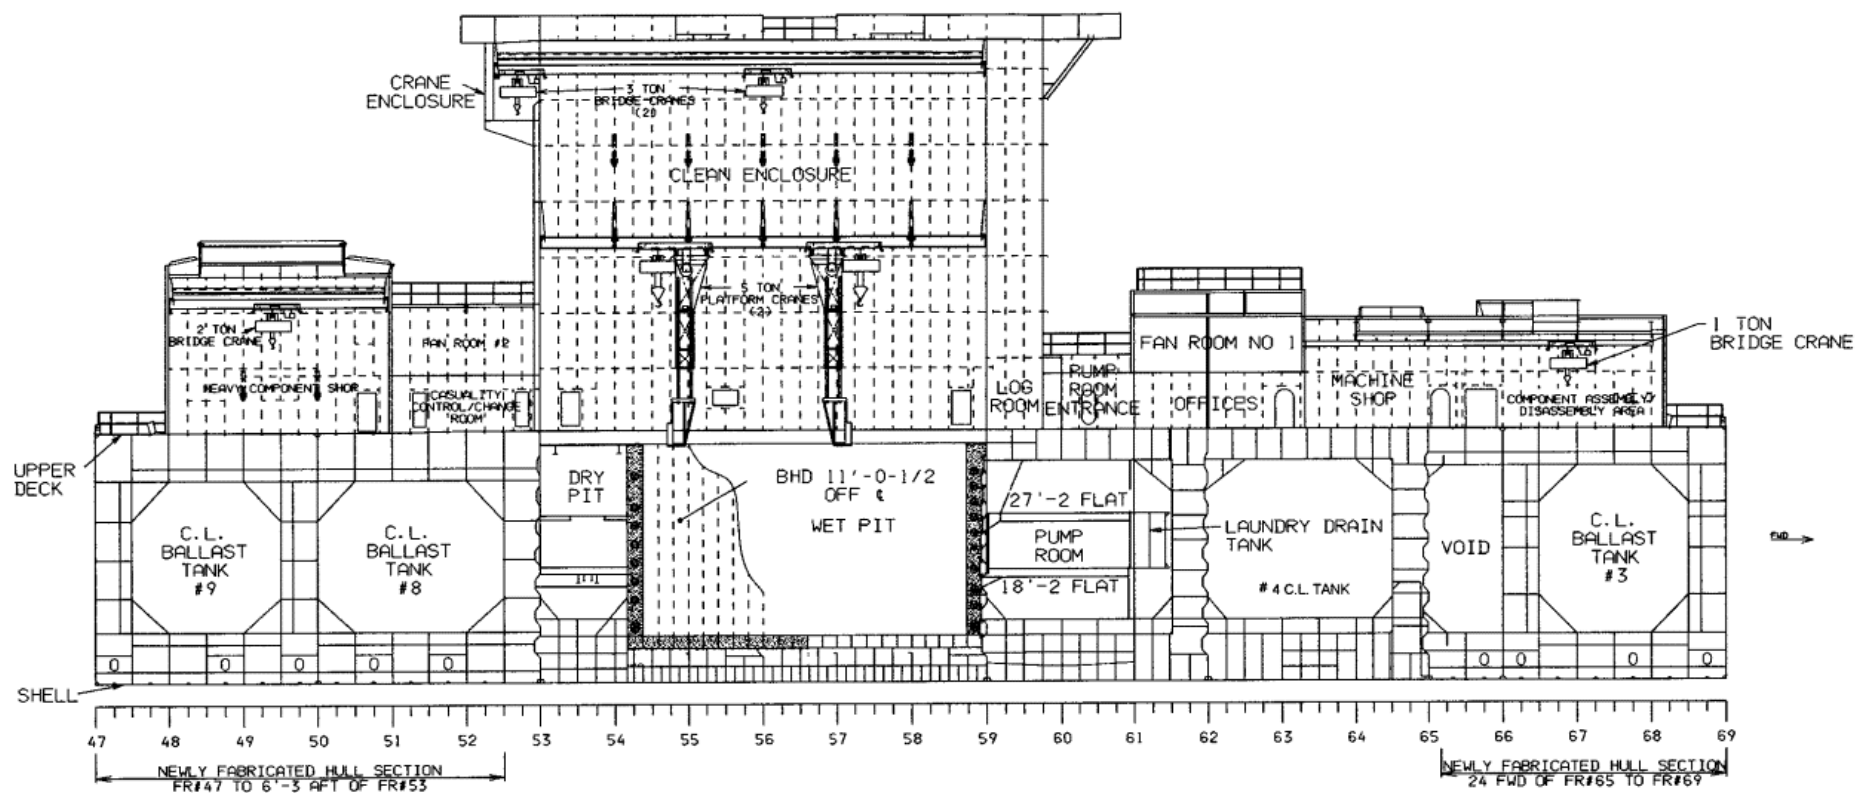 CRANE
ENCLOSURE
3 TON
BRIDGE CRANES
(2)
CLEAN ENCLOSURE
5 TON
PLATFORM CRANES
(2)
2 TON
BRIDGE CRANE
FAN ROOM #2
HEAVY COMPONENT SHOP
CASUALITY
CONTROL/CHANGE
ROOM
LOG
ROOM
PUMP
ROOM
ENTRANCE
FAN ROOM NO 1
OFFICES
MACHINE
SHOP
COMPONENT ASSEMBLY/
DISASSEMBLY AREA
1 TON
BRIDGE CRANE
UPPER
DECK
C.L.
BALLAST
TANK
#9
C.L.
BALLAST
TANK
#8
DRY
PIT
BHD 11'-0-1/2
OFF ℄
WET PIT
27'-2 FLAT
PUMP
ROOM
18'-2 FLAT
LAUNDRY DRAIN
TANK
#4 C.L. TANK
VOID
C.L.
BALLAST
TANK
#3
FWD
SHELL
47 48 49 50 51 52 53 54 55 56 57 58 59 60 61 62 63 64 65 66 67 68 69
NEWLY FABRICATED HULL SECTION
FR#47 TO 6'-3 AFT OF FR#53
NEWLY FABRICATED HULL SECTION
24 FWD OF FR#65 TO FR#69